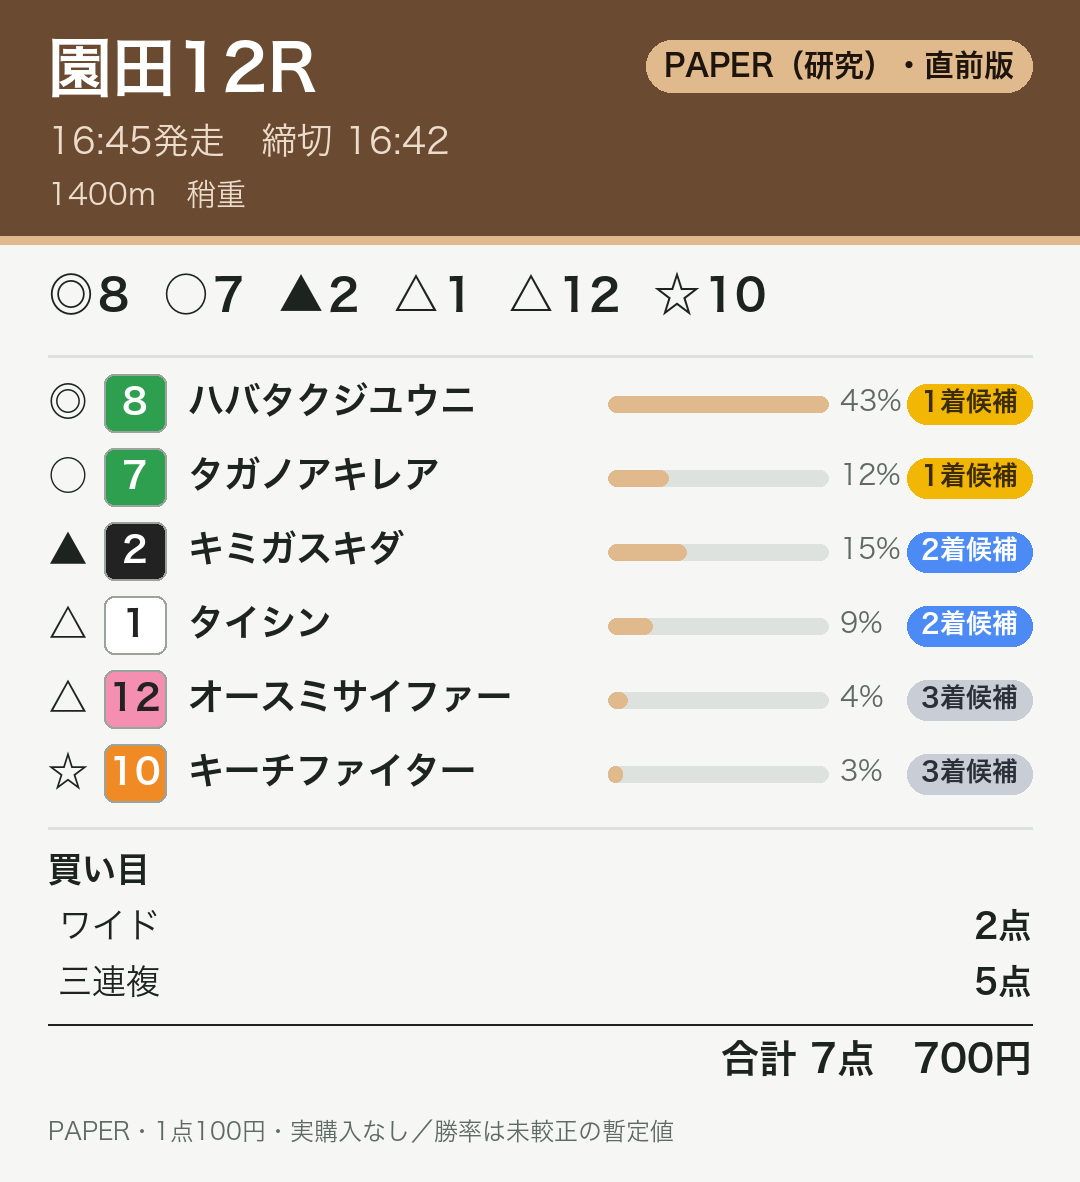 園田12R
PAPER（研究）・直前版
16:45発走　締切 16:42
1400m　稍重
◎8 ○7 ▲2 △1 △12 ☆10
◎ 8 ハバタクジユウニ 43% 1着候補
○ 7 タガノアキレア 12% 1着候補
▲ 2 キミガスキダ 15% 2着候補
△ 1 タイシン 9% 2着候補
△ 12 オースミサイファー 4% 3着候補
☆ 10 キーチファイター 3% 3着候補
買い目
ワイド 2点
三連複 5点
合計 7点　700円
PAPER・1点100円・実購入なし／勝率は未較正の暫定値